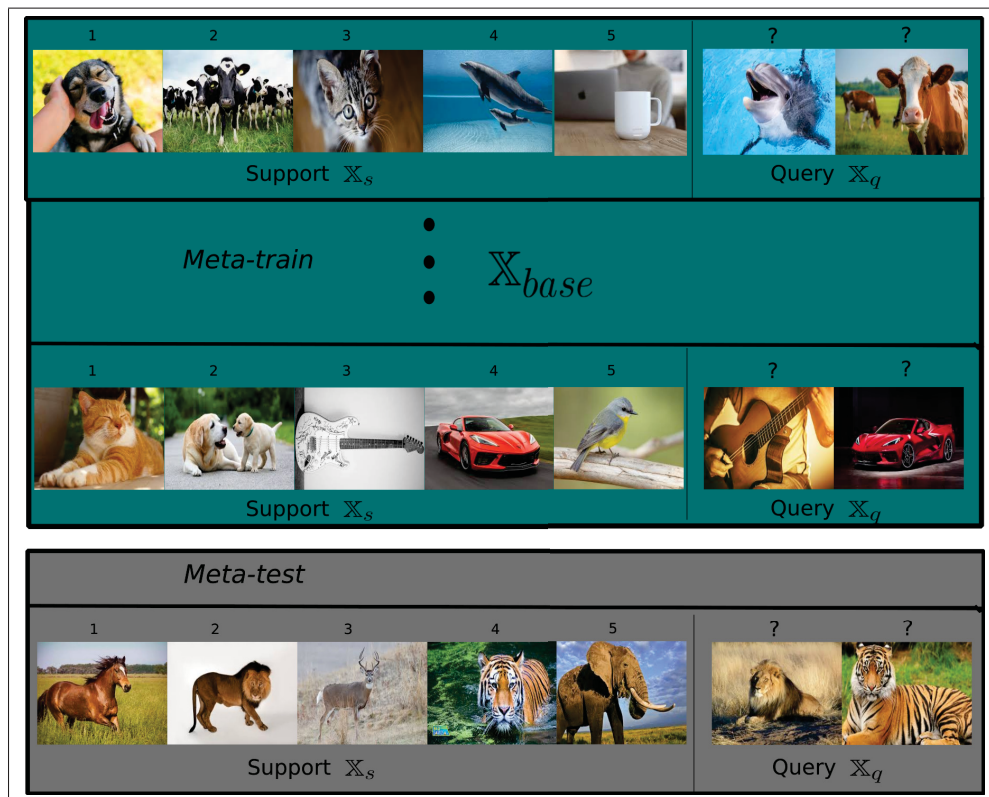 1 2 3 4 5 ? ?
Support 𝕏s Query 𝕏q
Meta-train 𝕏base
1 2 3 4 5 ? ?
Support 𝕏s Query 𝕏q
Meta-test
1 2 3 4 5 ? ?
Support 𝕏s Query 𝕏q